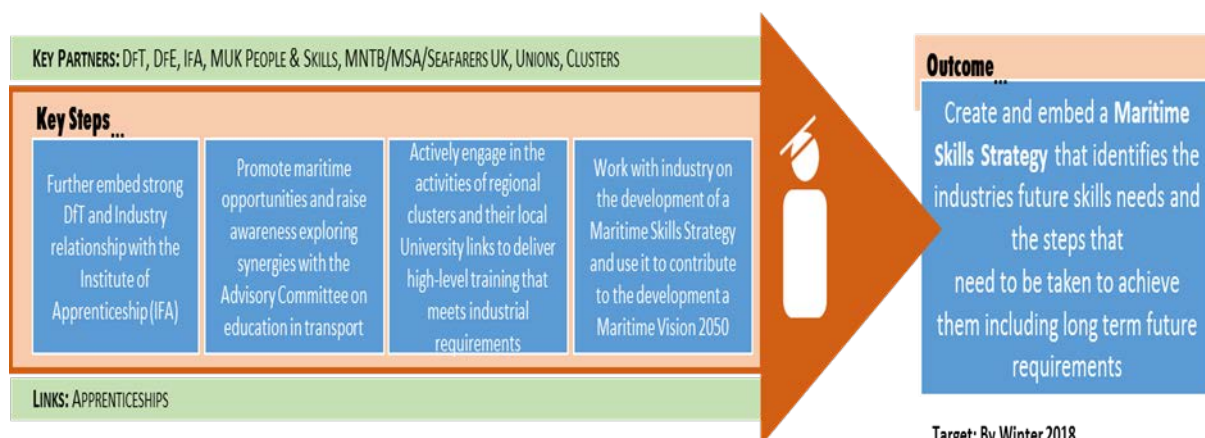 KEY PARTNERS: DFT, DFE, IFA, MUK PEOPLE & SKILLS, MNTB/MSA/SEAFARERS UK, UNIONS, CLUSTERS
Key Steps...
Further embed strong
DfT and Industry
relationship with the
Institute of
Apprenticeship (IFA)
Promote maritime
opportunities and raise
awareness exploring
synergies with the
Advisory Committee on
education in transport
Actively engage in the
activities of regional
clusters and their local
University links to deliver
high-level training that
meets industrial
requirements
Work with industry on
the development of a
Maritime Skills Strategy
and use it to contribute
to the development a
Maritime Vision 2050
LINKS: APPRENTICESHIPS
Outcome...
Create and embed a Maritime
Skills Strategy that identifies the
industries future skills needs and
the steps that
need to be taken to achieve
them including long term future
requirements
Target: By Winter 2018